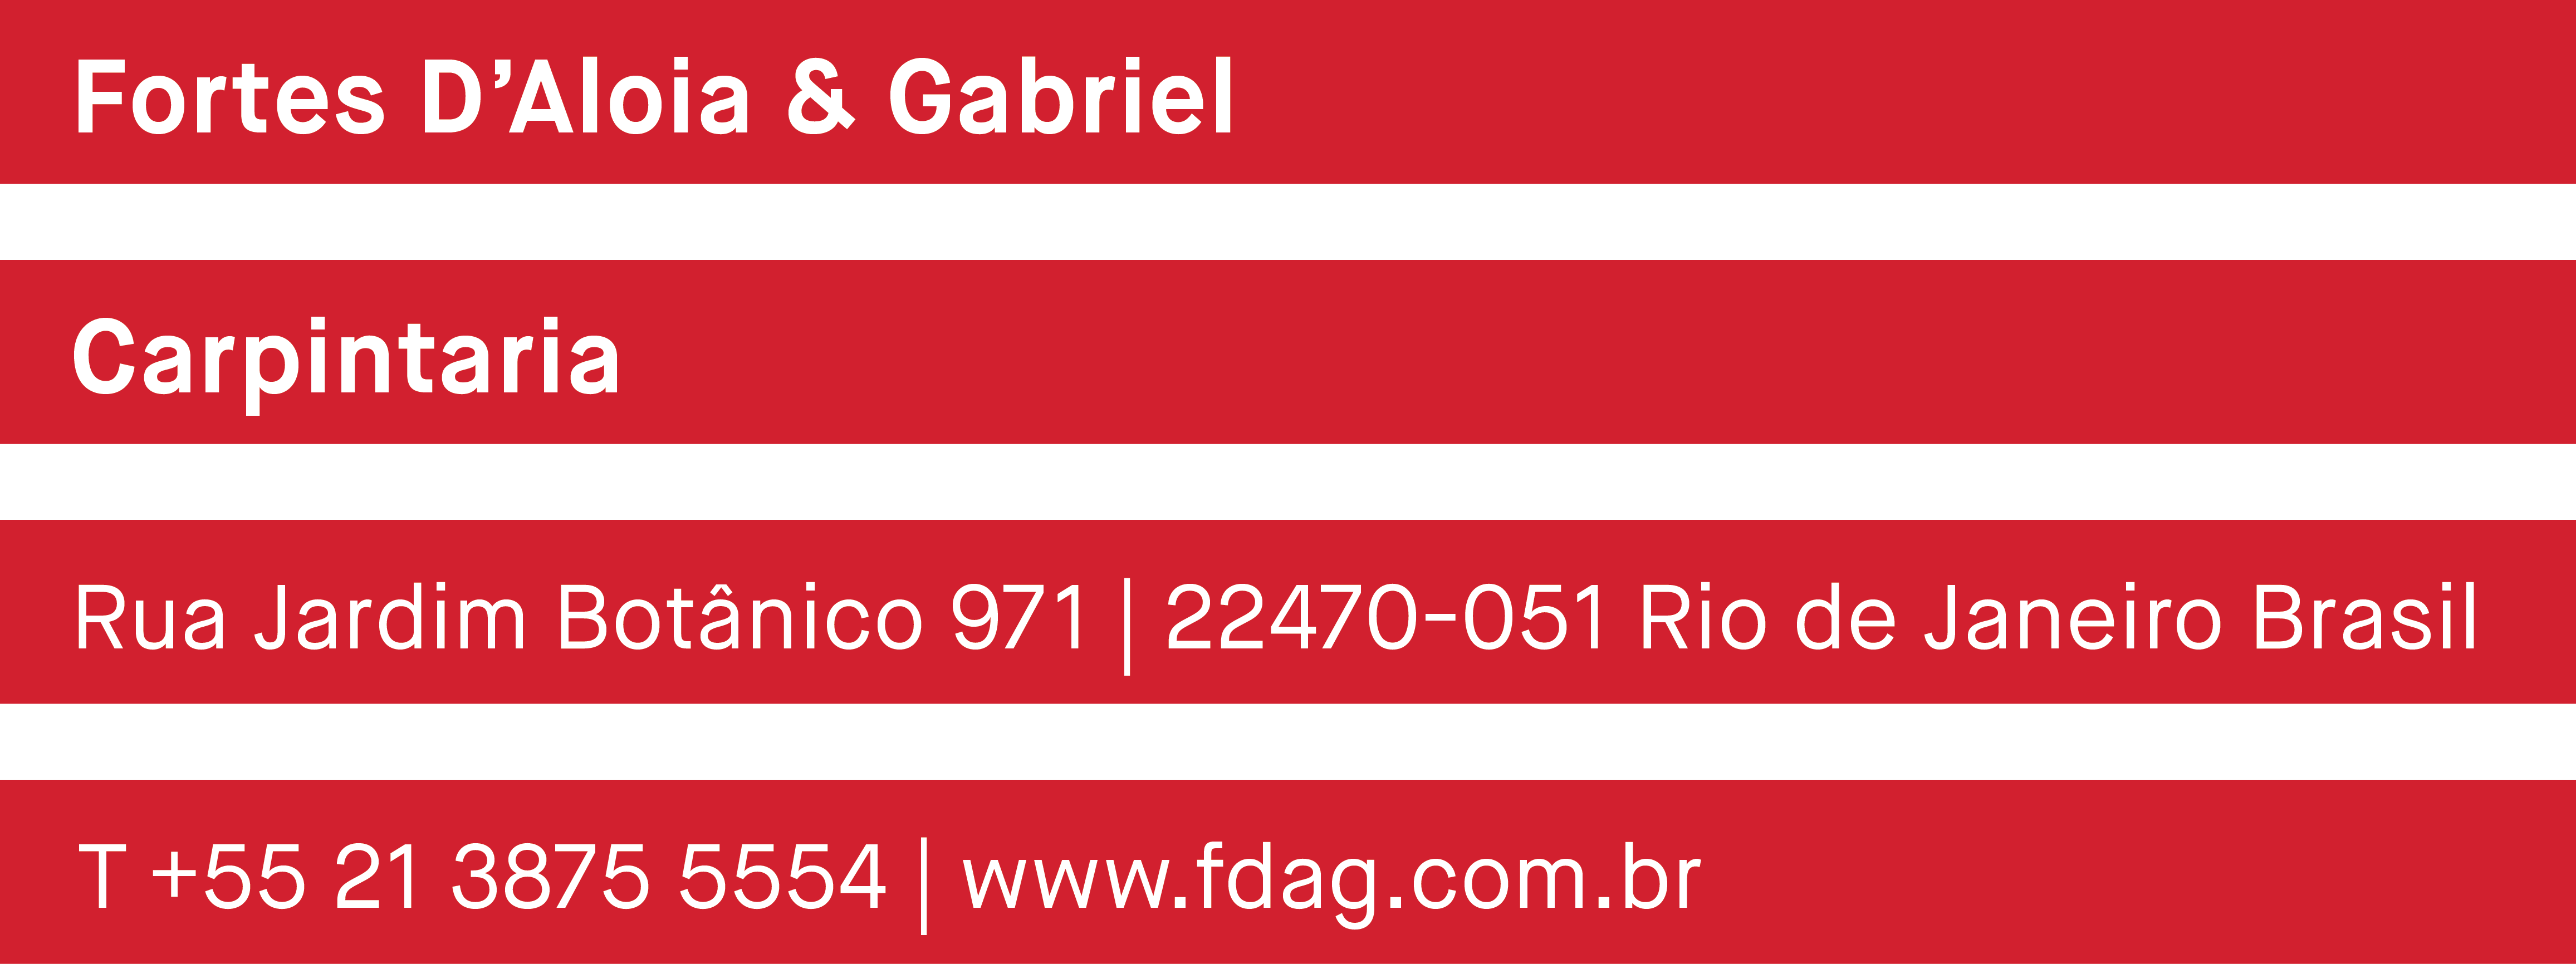 Fortes D’Aloia & Gabriel
Carpintaria
Rua Jardim Botânico 971 | 22470-051 Rio de Janeiro Brasil
T +55 21 3875 5554 | www.fdag.com.br